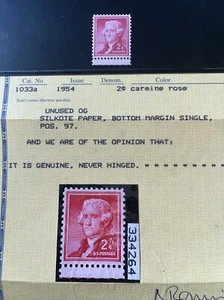 2¢
Cat. No. Issue Denom. Color
1033a 1954 2¢ carmine rose
UNUSED OG
SILKOTE PAPER, BOTTOM MARGIN SINGLE,
POS. 97.
AND WE ARE OF THE OPINION THAT:
IT IS GENUINE, NEVER HINGED.
2¢
U.S. POSTAGE
334264